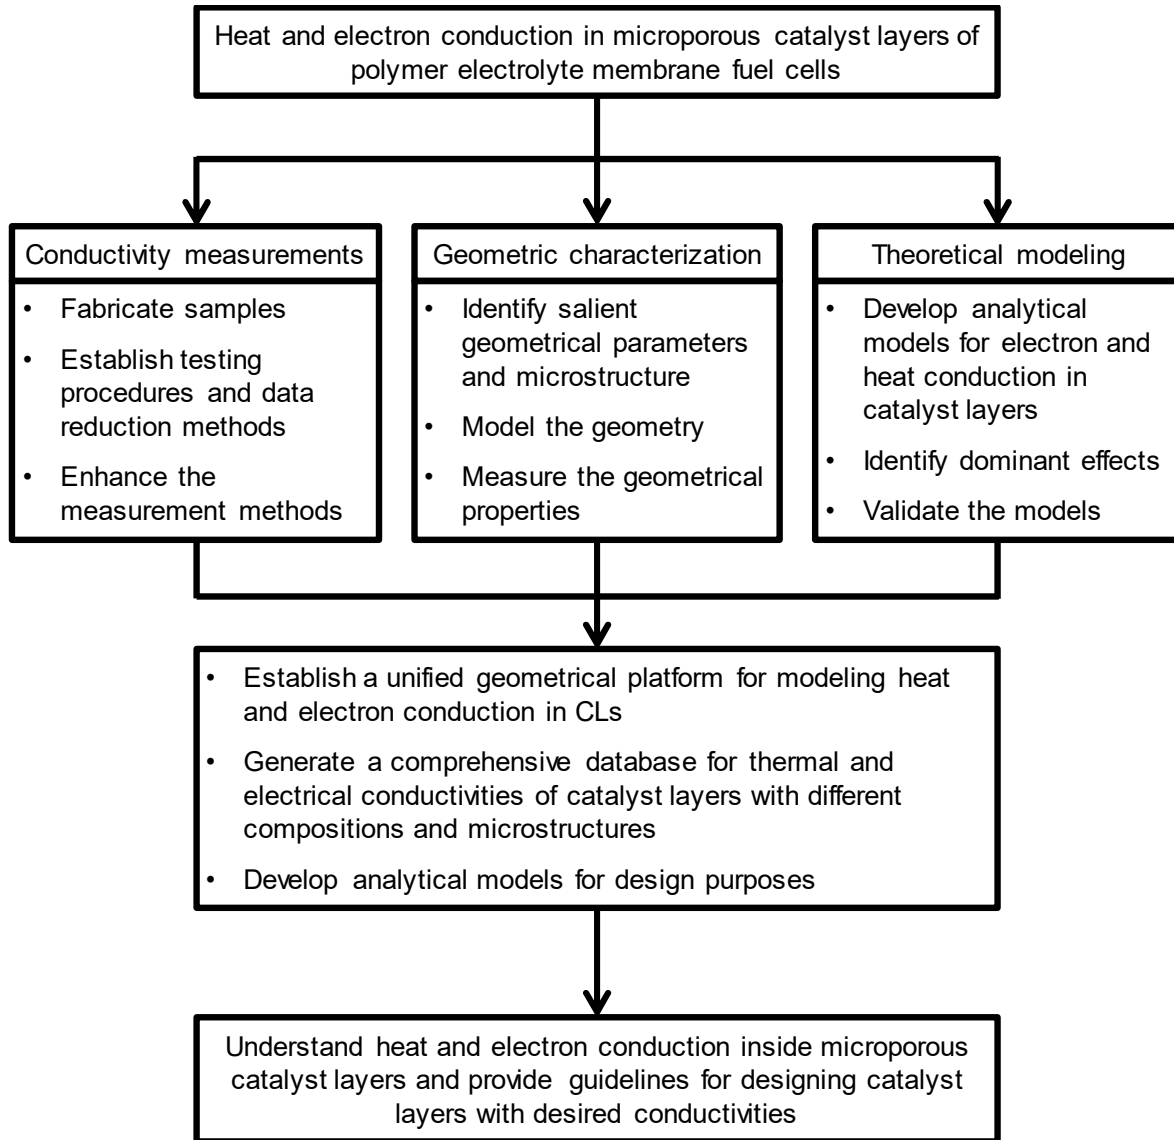 Heat and electron conduction in microporous catalyst layers of
polymer electrolyte membrane fuel cells
Conductivity measurements
• Fabricate samples
• Establish testing
procedures and data
reduction methods
• Enhance the
measurement methods
Geometric characterization
• Identify salient
geometrical parameters
and microstructure
• Model the geometry
• Measure the geometrical
properties
Theoretical modeling
• Develop analytical
models for electron and
heat conduction in
catalyst layers
• Identify dominant effects
• Validate the models
• Establish a unified geometrical platform for modeling heat
and electron conduction in CLs
• Generate a comprehensive database for thermal and
electrical conductivities of catalyst layers with different
compositions and microstructures
• Develop analytical models for design purposes
Understand heat and electron conduction inside microporous
catalyst layers and provide guidelines for designing catalyst
layers with desired conductivities